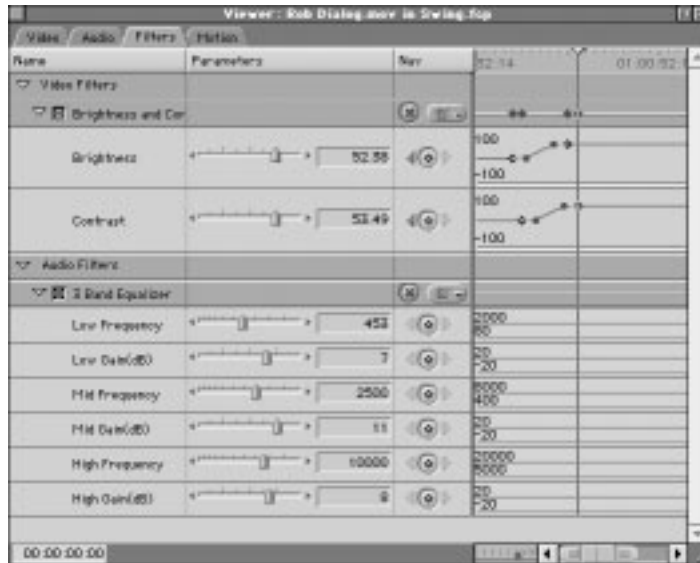 Viewer: Rob Dialog.mov in Swing.fcp
Video Audio Filters Motion
Name Parameters Nav 52:14 01:00:52:
Video Filters
Brightness and Cor
Brightness 52.58 100
-100
Contrast 53.49 100
-100
Audio Filters
3 Band Equalizer
Low Frequency 453 2000
80
Low Gain(dB) 7 20
-20
Mid Frequency 2500 8000
400
Mid Gain(dB) 11 20
-20
High Frequency 10000 20000
5000
High Gain(dB) 20
-20
00:00:00:00